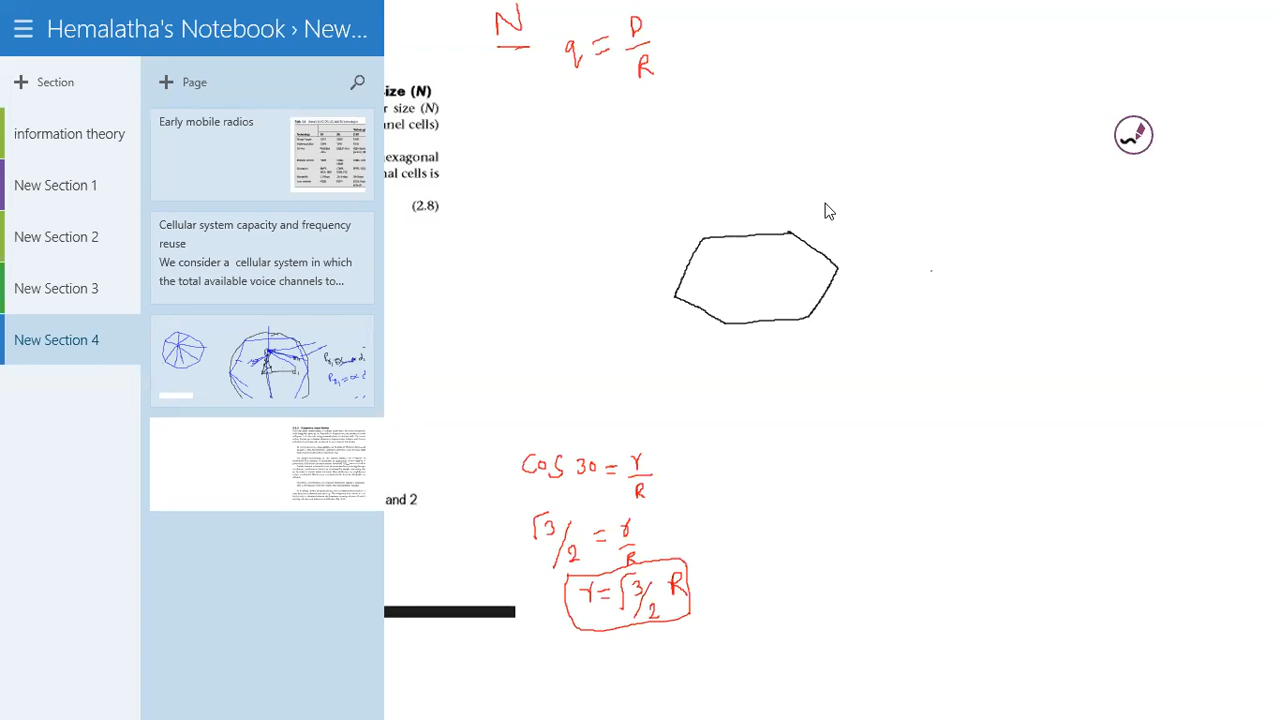 Hemalatha's Notebook › New...
Section
Page
information theory
New Section 1
New Section 2
New Section 3
New Section 4
Early mobile radios
Cellular system capacity and frequency
reuse
We consider a cellular system in which
the total available voice channels to...
N
q = D/R
size (N)
r size (N)
nel cells)
hexagonal
nal cells is
(2.8)
and 2
COS 30 = r/R
√3/2 = r/R
r = √3/2 R